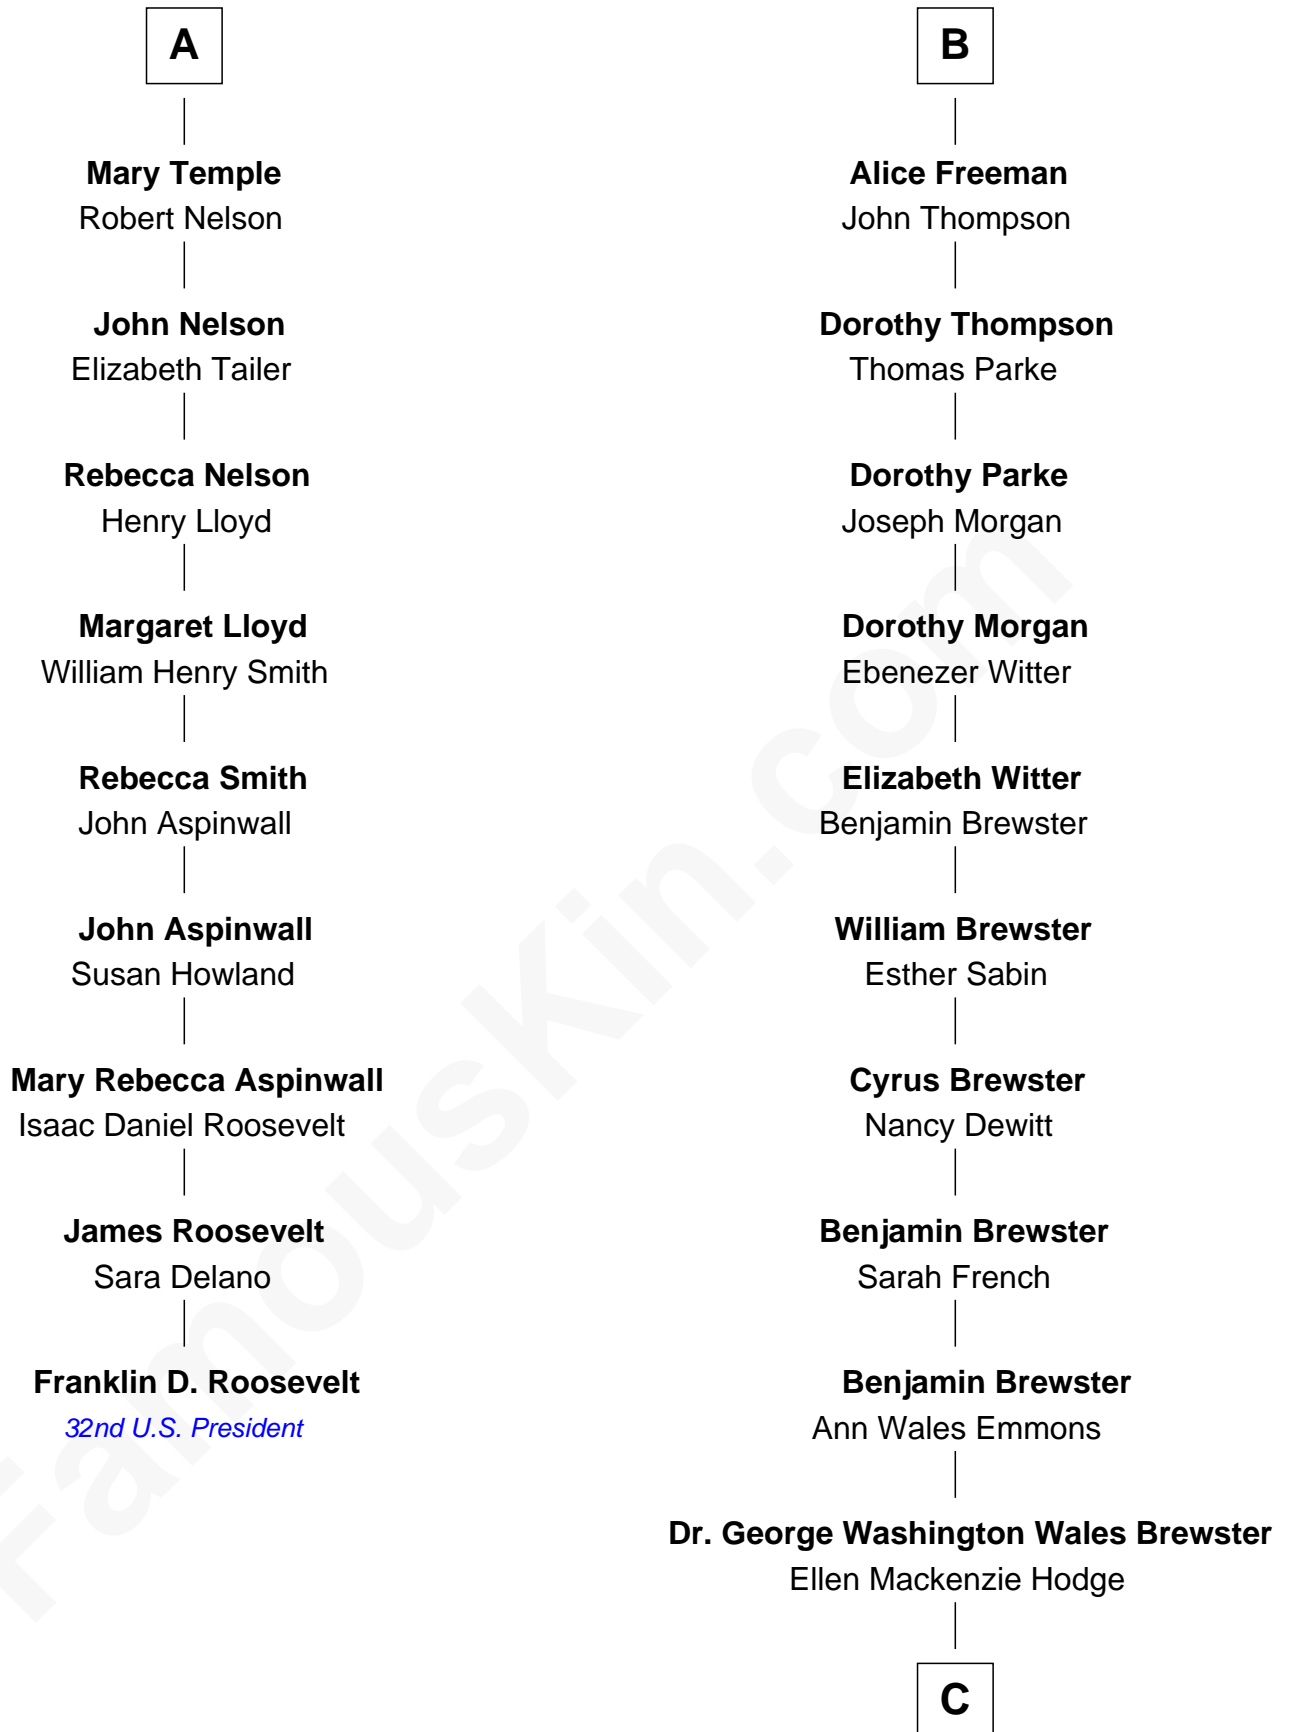 A
Mary Temple
Robert Nelson
John Nelson
Elizabeth Tailer
Rebecca Nelson
Henry Lloyd
Margaret Lloyd
William Henry Smith
Rebecca Smith
John Aspinwall
John Aspinwall
Susan Howland
Mary Rebecca Aspinwall
Isaac Daniel Roosevelt
James Roosevelt
Sara Delano
Franklin D. Roosevelt
32nd U.S. President
B
Alice Freeman
John Thompson
Dorothy Thompson
Thomas Parke
Dorothy Parke
Joseph Morgan
Dorothy Morgan
Ebenezer Witter
Elizabeth Witter
Benjamin Brewster
William Brewster
Esther Sabin
Cyrus Brewster
Nancy Dewitt
Benjamin Brewster
Sarah French
Benjamin Brewster
Ann Wales Emmons
Dr. George Washington Wales Brewster
Ellen Mackenzie Hodge
C
FamousKin.com